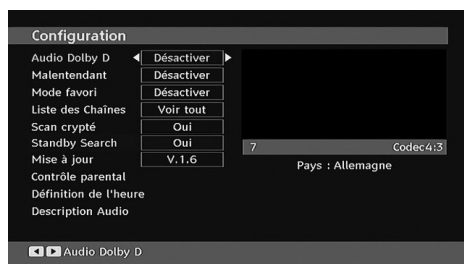 Configuration
Audio Dolby D Désactiver
Malentendant Désactiver
Mode favori Désactiver
Liste des Chaînes Voir tout
Scan crypté Oui
Standby Search Oui
Mise à jour V.1.6
Contrôle parental
Définition de l'heure
Description Audio
7 Codec4:3
Pays : Allemagne
Audio Dolby D